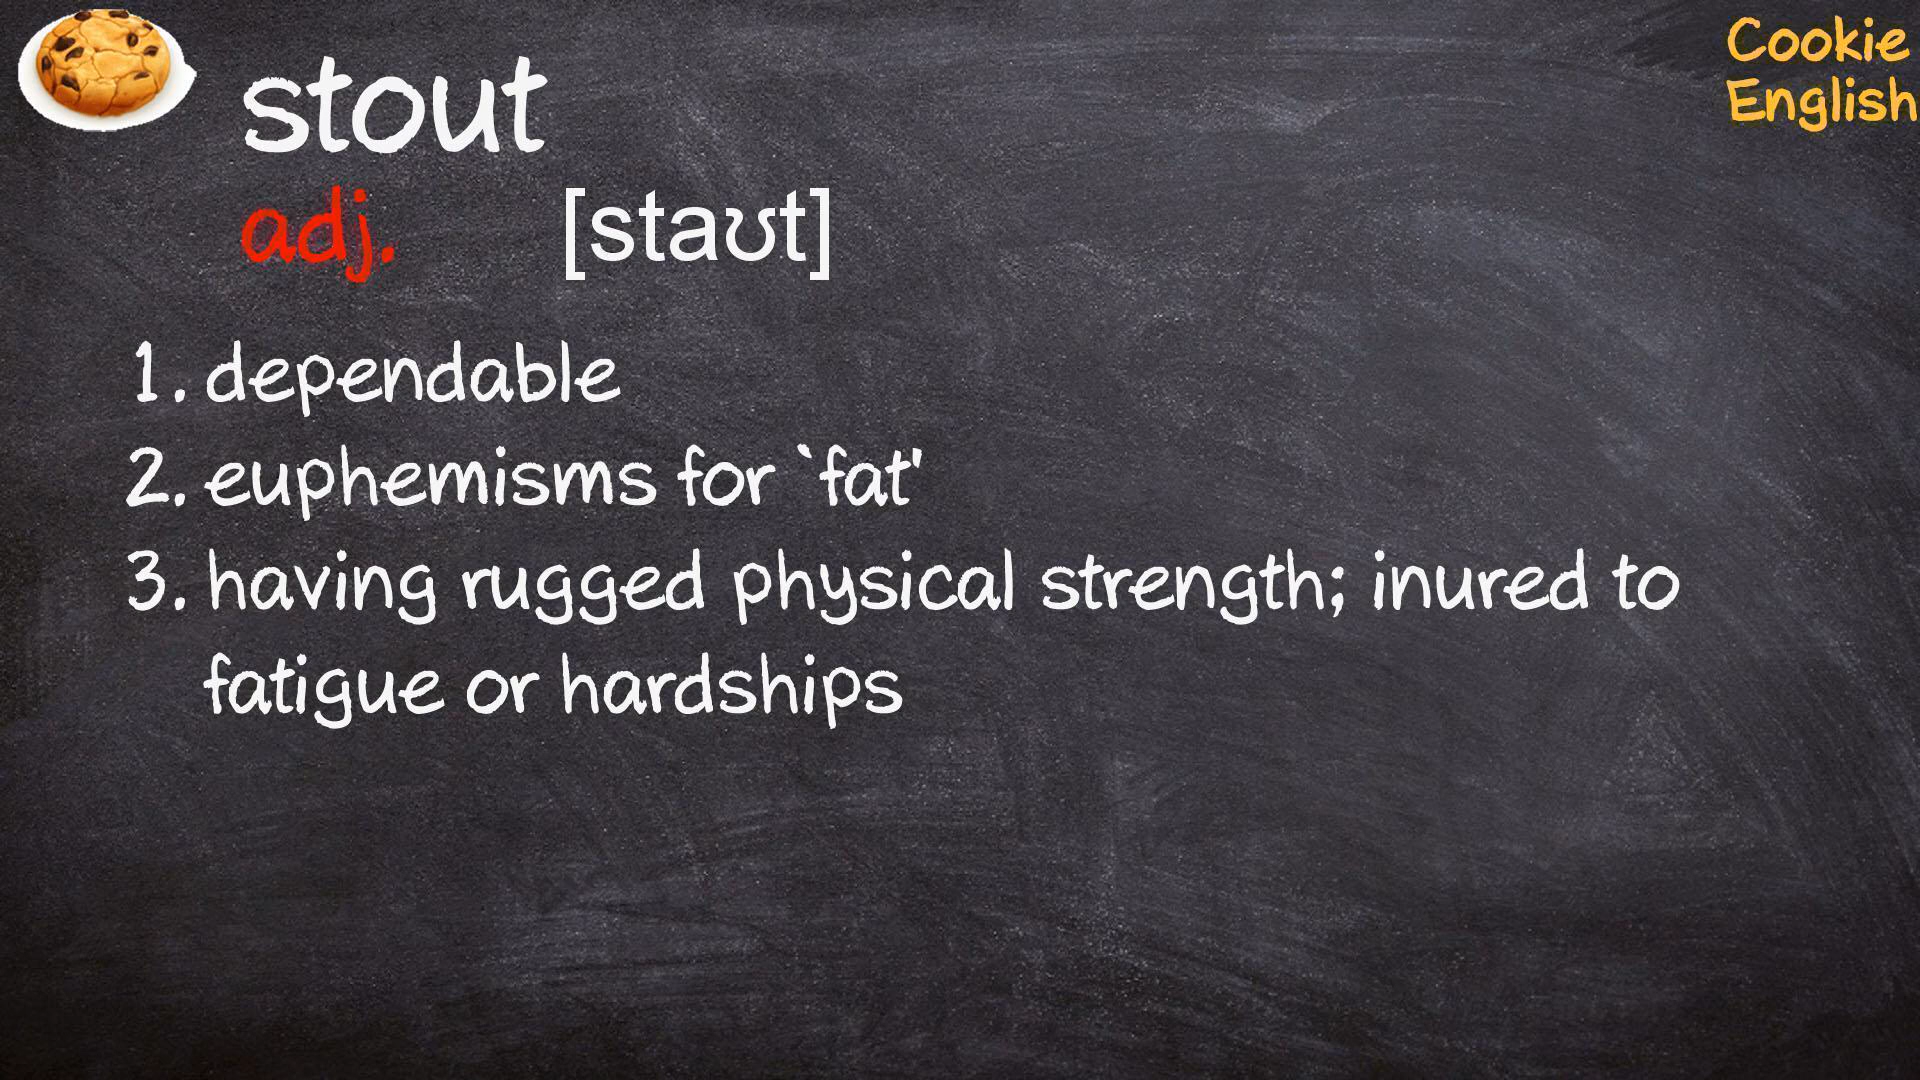 stout
Cookie
English
adj. [staʊt]
1. dependable
2. euphemisms for `fat'
3. having rugged physical strength; inured to
fatigue or hardships